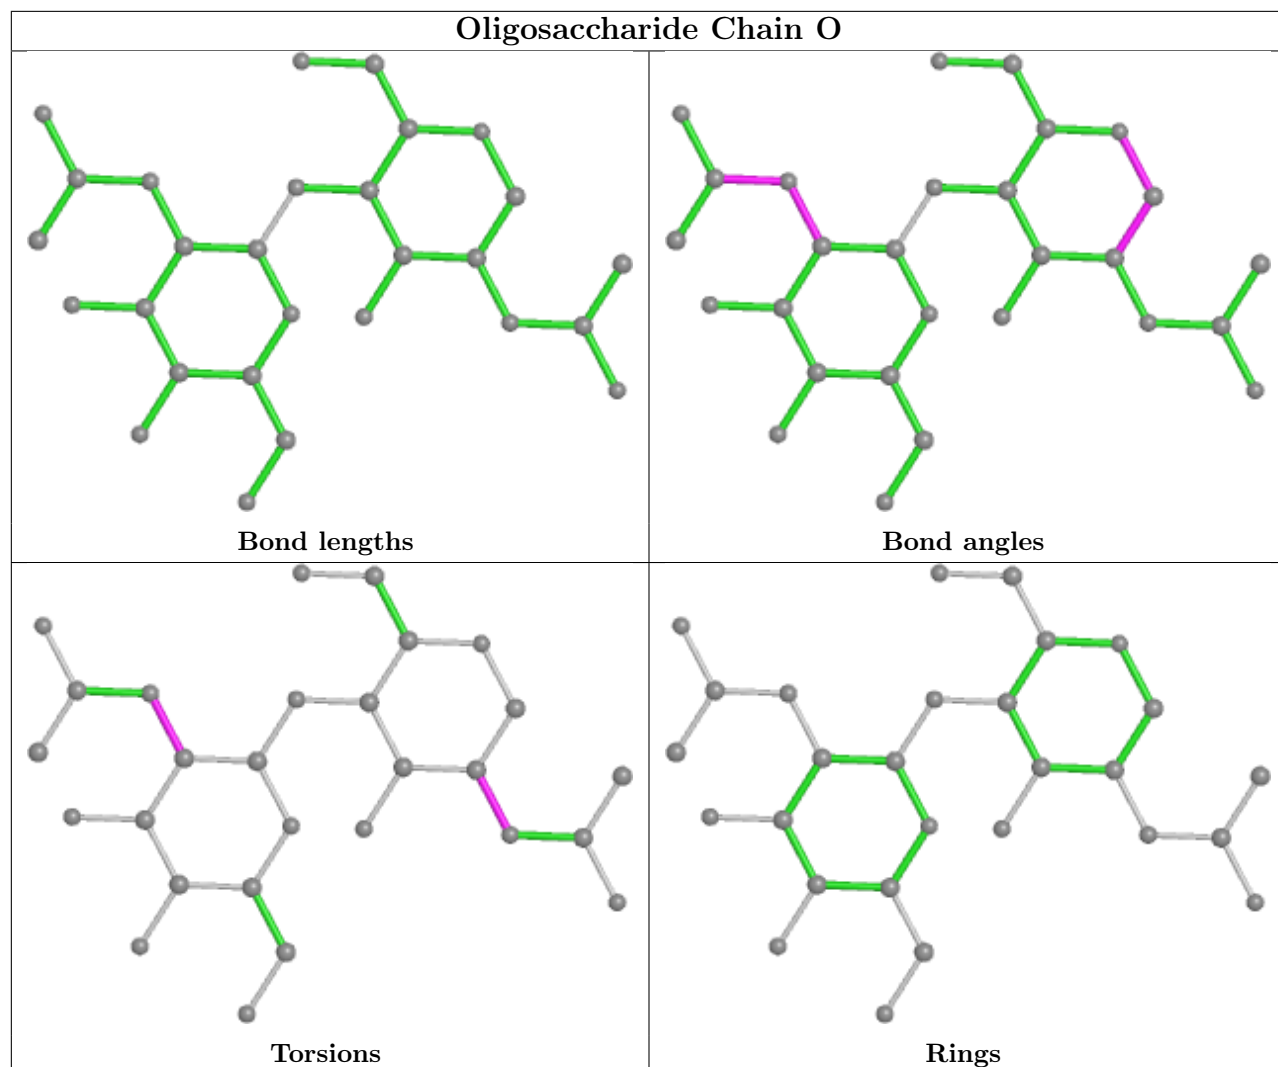 Oligosaccharide Chain O
Bond lengths
Bond angles
Torsions
Rings